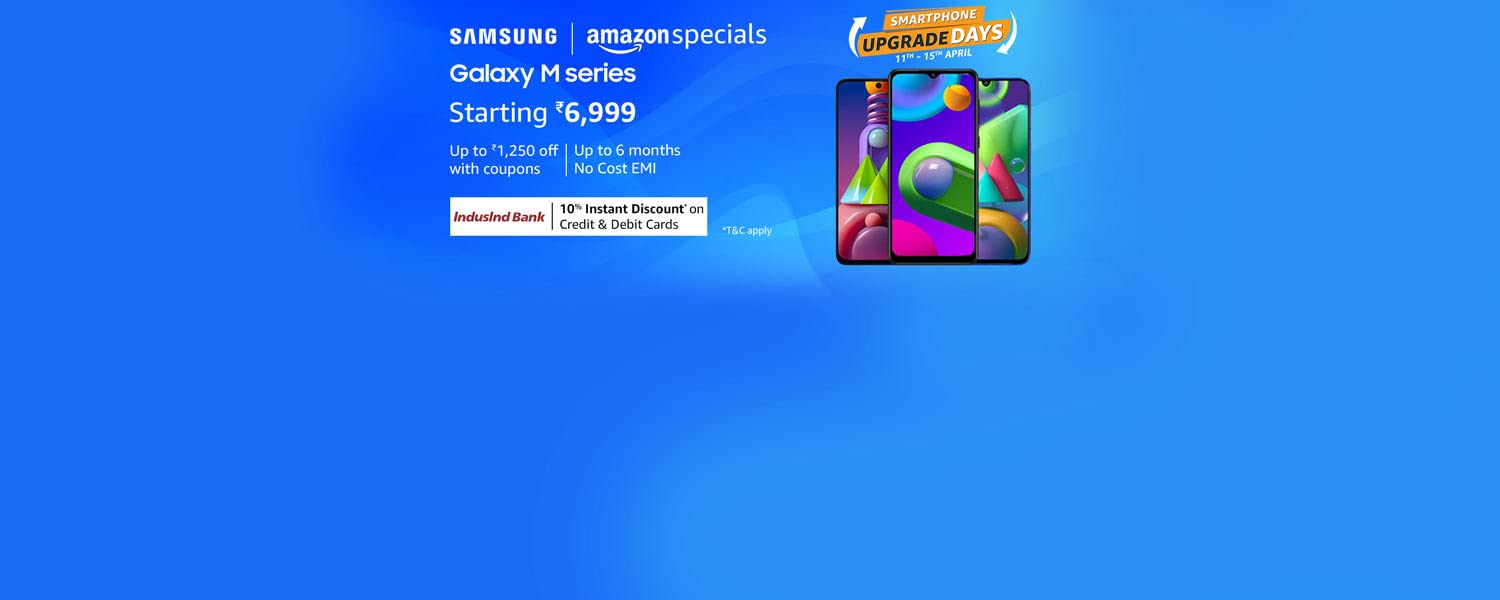 SAMSUNG | amazonspecials
Galaxy M series
Starting ₹6,999
Up to ₹1,250 off
with coupons
Up to 6 months
No Cost EMI
IndusInd Bank
10% Instant Discount* on
Credit & Debit Cards
*T&C apply
SMARTPHONE
UPGRADE DAYS
11TH - 15TH APRIL